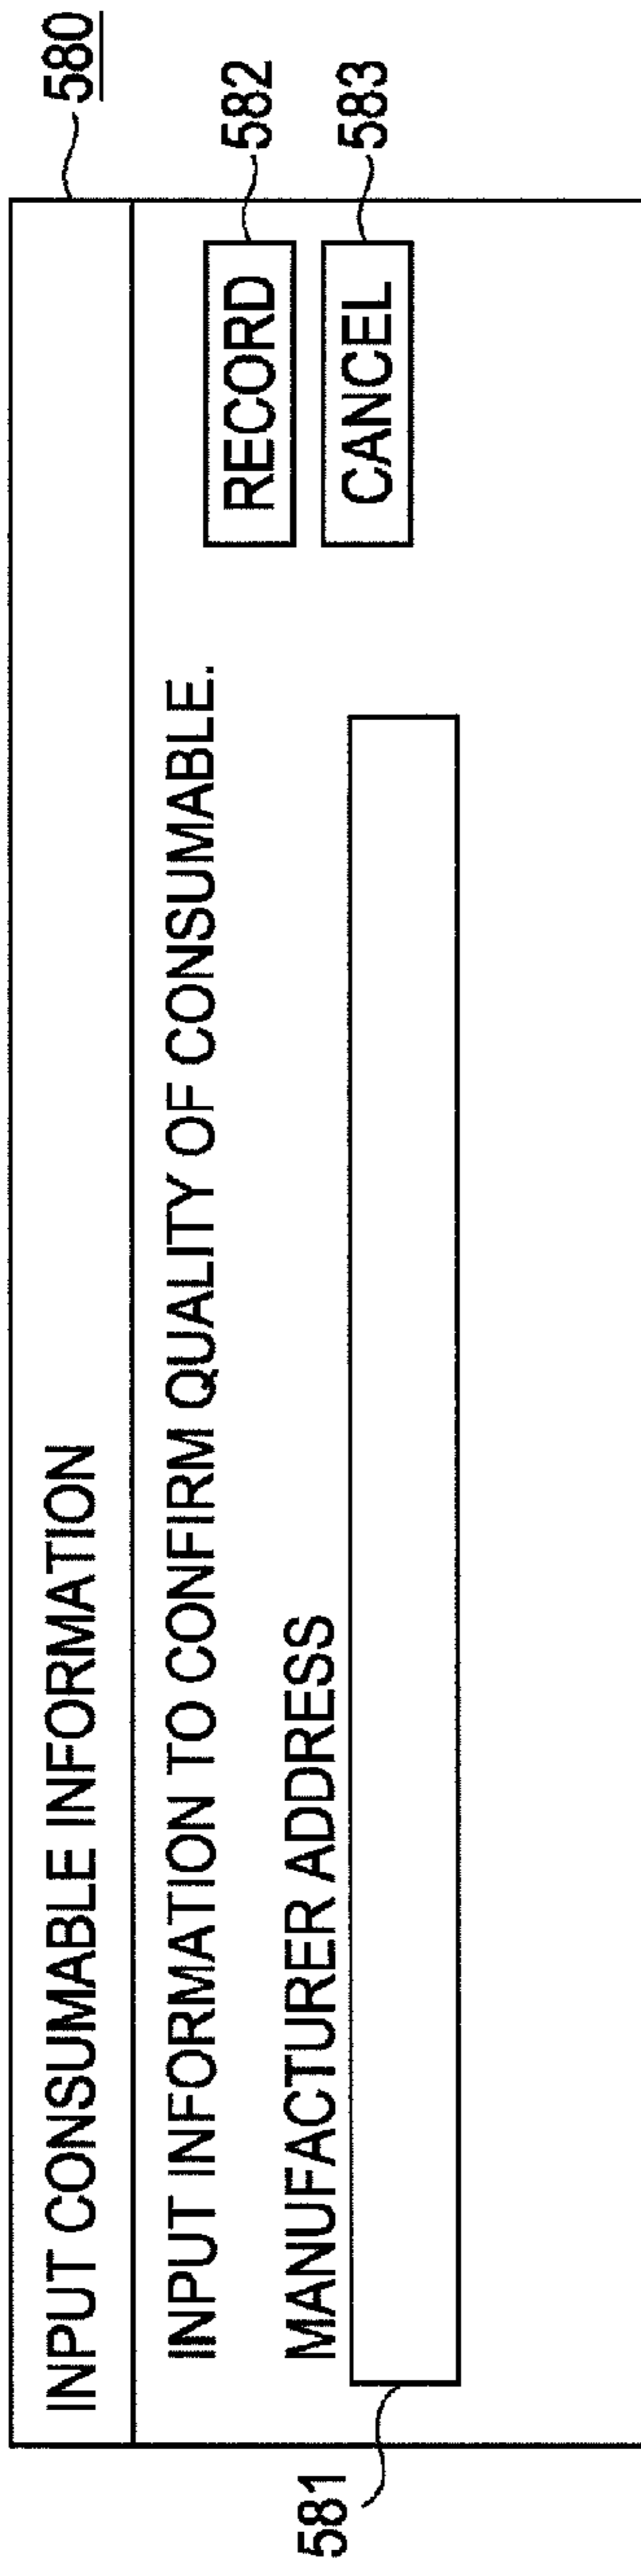 580
INPUT CONSUMABLE INFORMATION
INPUT INFORMATION TO CONFIRM QUALITY OF CONSUMABLE.
RECORD
582
MANUFACTURER ADDRESS
CANCEL
583
581